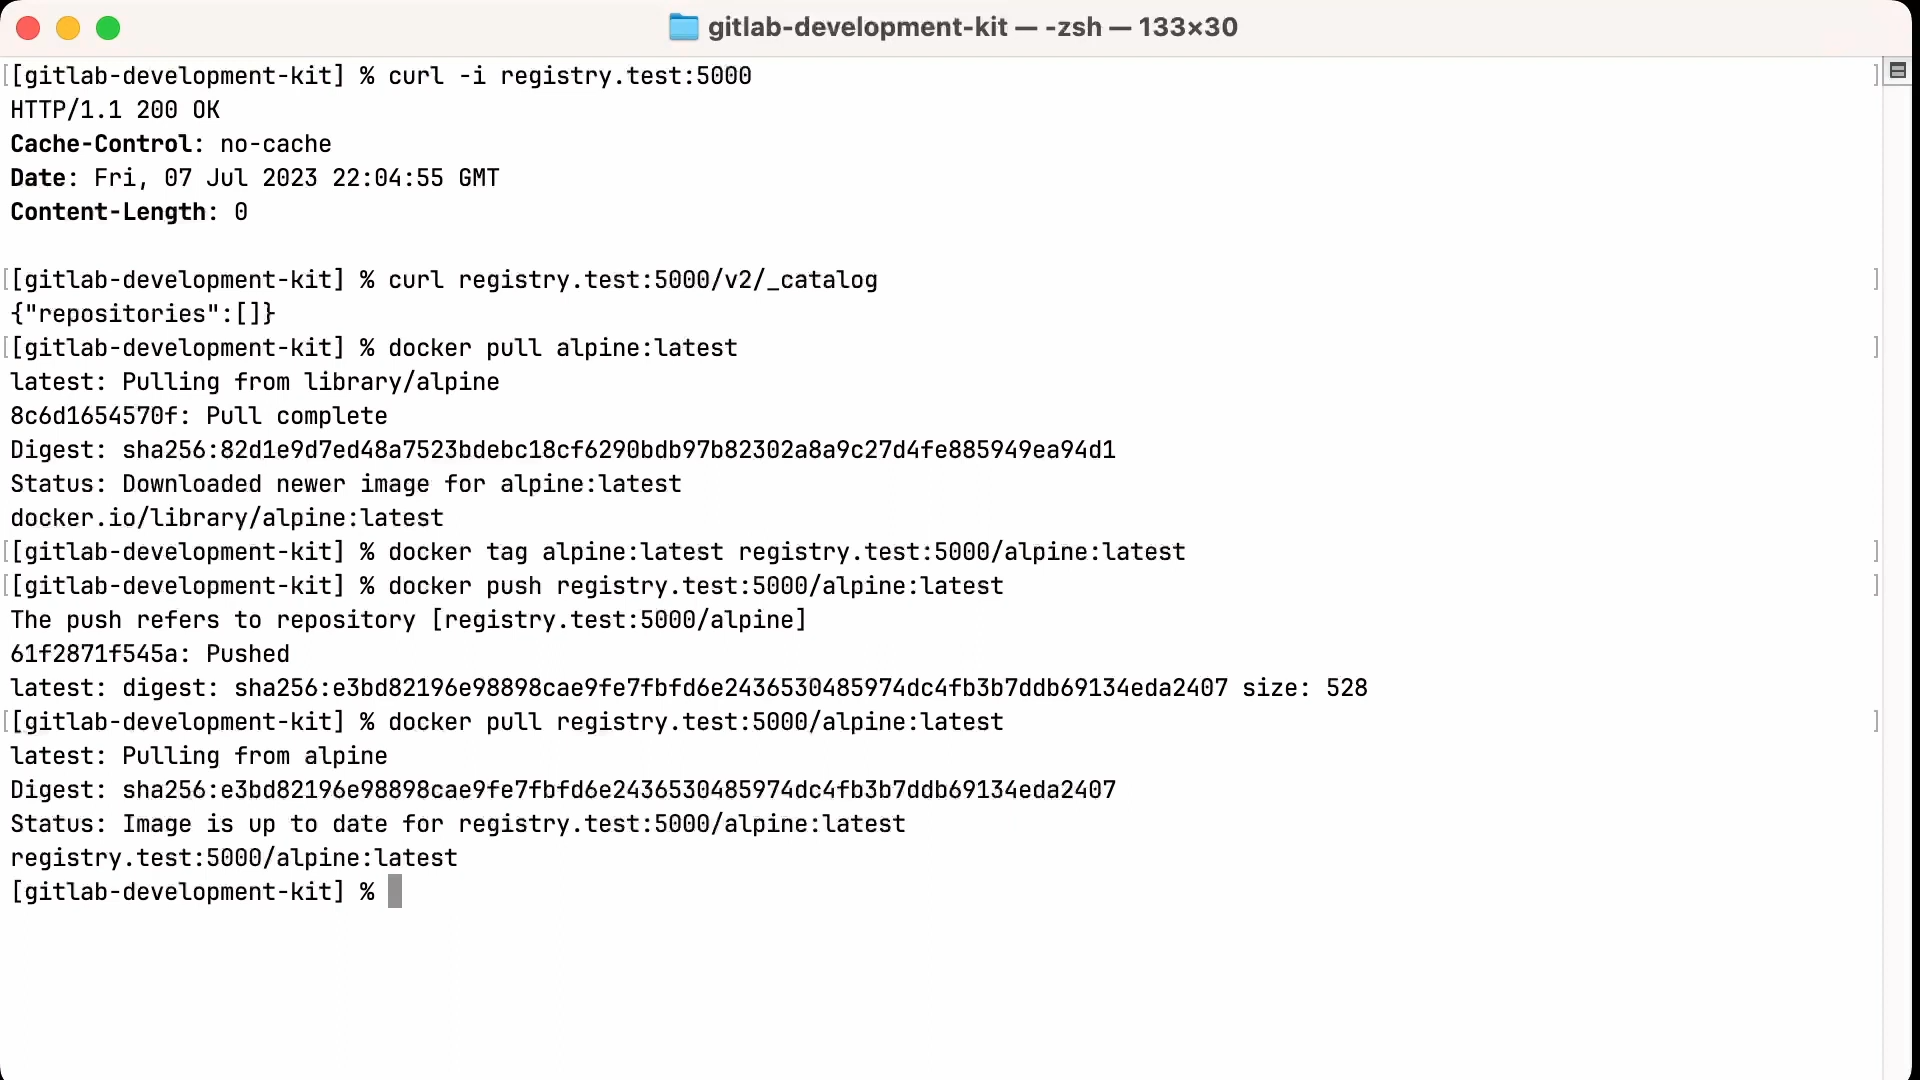 gitlab-development-kit — -zsh — 133×30
[[gitlab-development-kit] % curl -i registry.test:5000 ]
HTTP/1.1 200 OK
Cache-Control: no-cache
Date: Fri, 07 Jul 2023 22:04:55 GMT
Content-Length: 0
[[gitlab-development-kit] % curl registry.test:5000/v2/_catalog ]
{"repositories":[]}
[[gitlab-development-kit] % docker pull alpine:latest ]
latest: Pulling from library/alpine
8c6d1654570f: Pull complete
Digest: sha256:82d1e9d7ed48a7523bdebc18cf6290bdb97b82302a8a9c27d4fe885949ea94d1
Status: Downloaded newer image for alpine:latest
docker.io/library/alpine:latest
[[gitlab-development-kit] % docker tag alpine:latest registry.test:5000/alpine:latest ]
[[gitlab-development-kit] % docker push registry.test:5000/alpine:latest ]
The push refers to repository [registry.test:5000/alpine]
61f2871f545a: Pushed
latest: digest: sha256:e3bd82196e98898cae9fe7fbfd6e2436530485974dc4fb3b7ddb69134eda2407 size: 528
[[gitlab-development-kit] % docker pull registry.test:5000/alpine:latest ]
latest: Pulling from alpine
Digest: sha256:e3bd82196e98898cae9fe7fbfd6e2436530485974dc4fb3b7ddb69134eda2407
Status: Image is up to date for registry.test:5000/alpine:latest
registry.test:5000/alpine:latest
[gitlab-development-kit] %